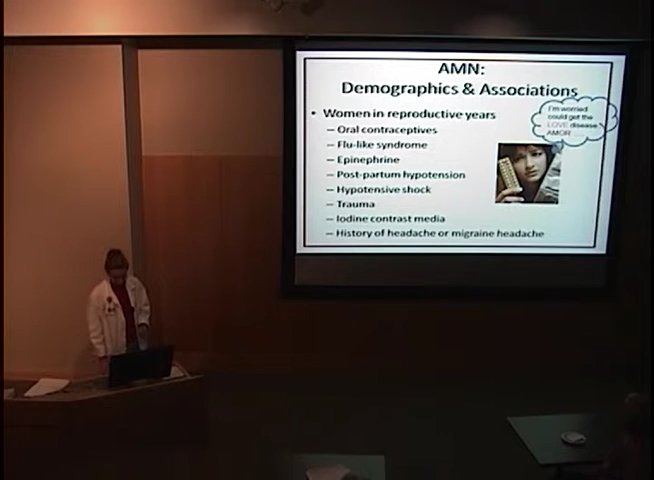 AMN:
Demographics & Associations
• Women in reproductive years
– Oral contraceptives
– Flu-like syndrome
– Epinephrine
– Post-partum hypotension
– Hypotensive shock
– Trauma
– Iodine contrast media
– History of headache or migraine headache
I'm worried
could get the
LOVE disease
AMOR